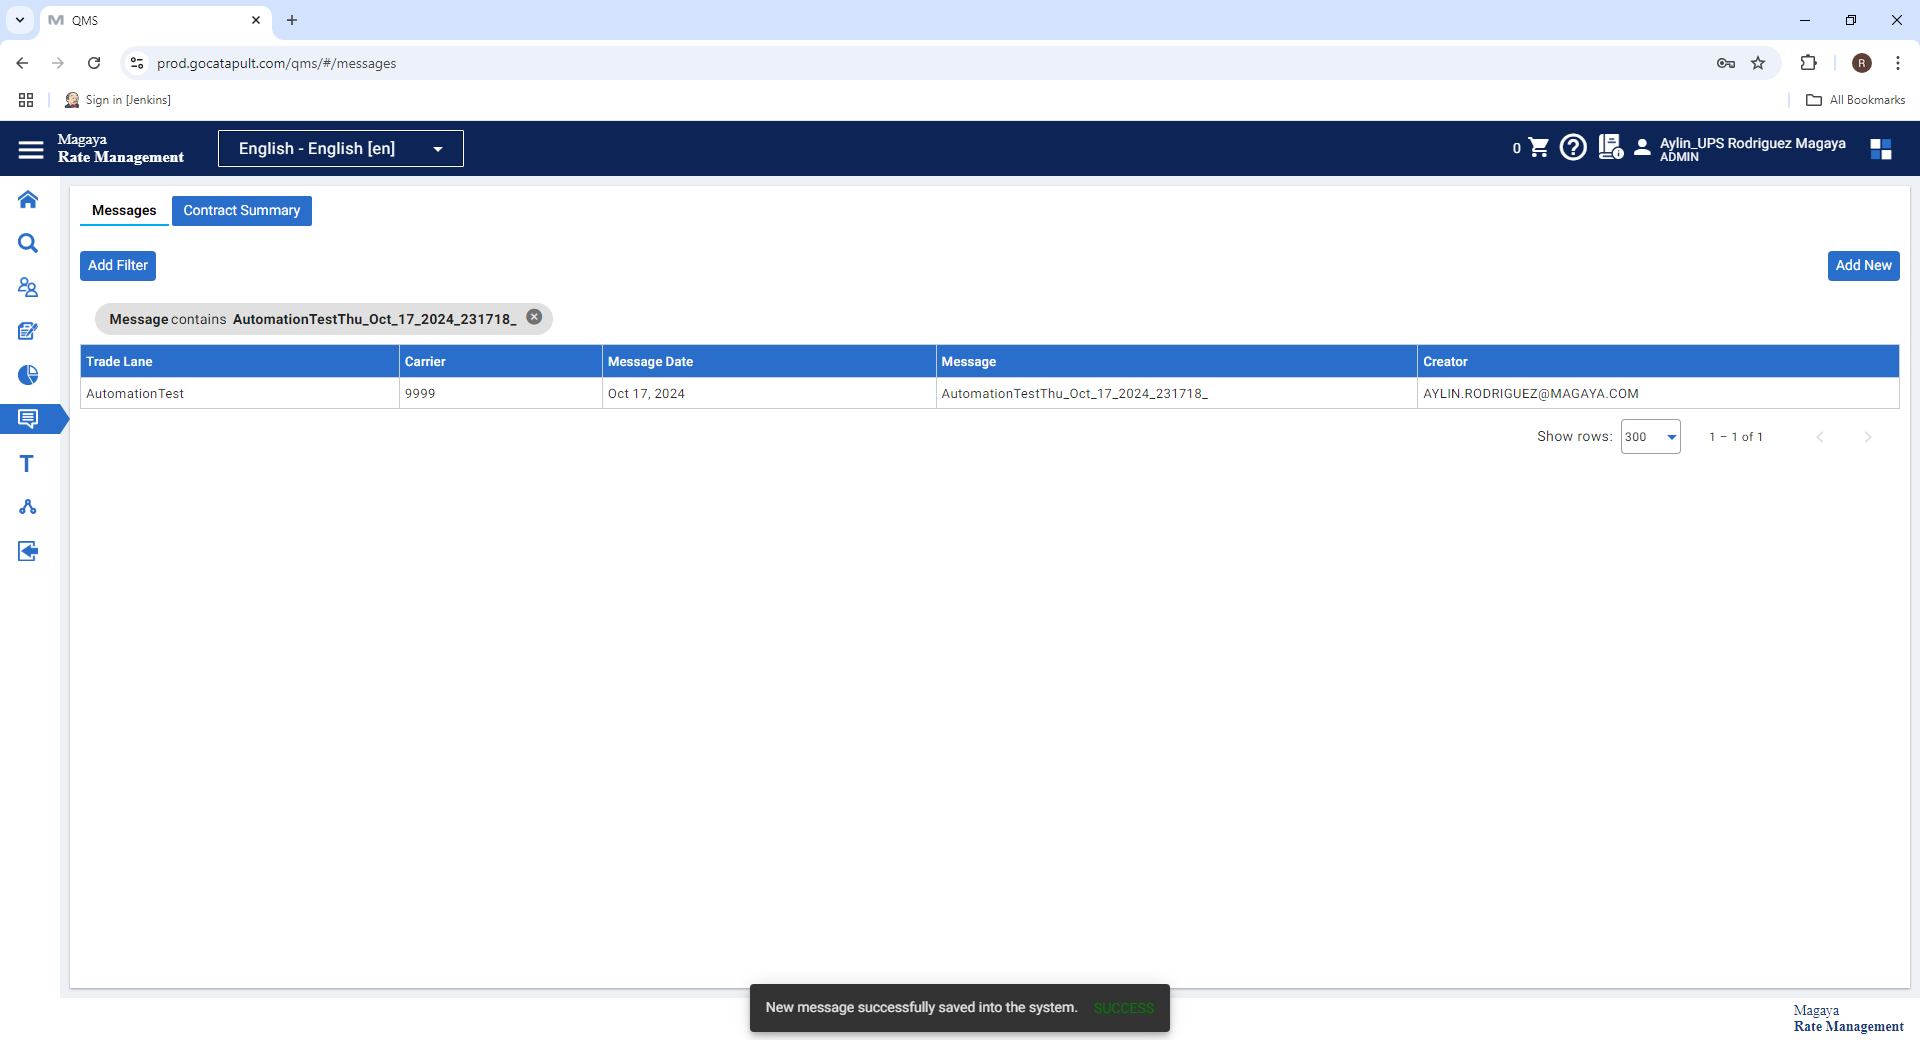 QMS
prod.gocatapult.com/qms/#/messages
R
Sign in [Jenkins]
All Bookmarks
Magaya
Rate Management
English - English [en]
0
Aylin_UPS Rodriguez Magaya
ADMIN
Messages
Contract Summary
Add Filter
Add New
Message contains AutomationTestThu_Oct_17_2024_231718_
Trade Lane
Carrier
Message Date
Message
Creator
AutomationTest
9999
Oct 17, 2024
AutomationTestThu_Oct_17_2024_231718_
AYLIN.RODRIGUEZ@MAGAYA.COM
Show rows:
300
1 – 1 of 1
T
New message successfully saved into the system.
SUCCESS
Magaya
Rate Management